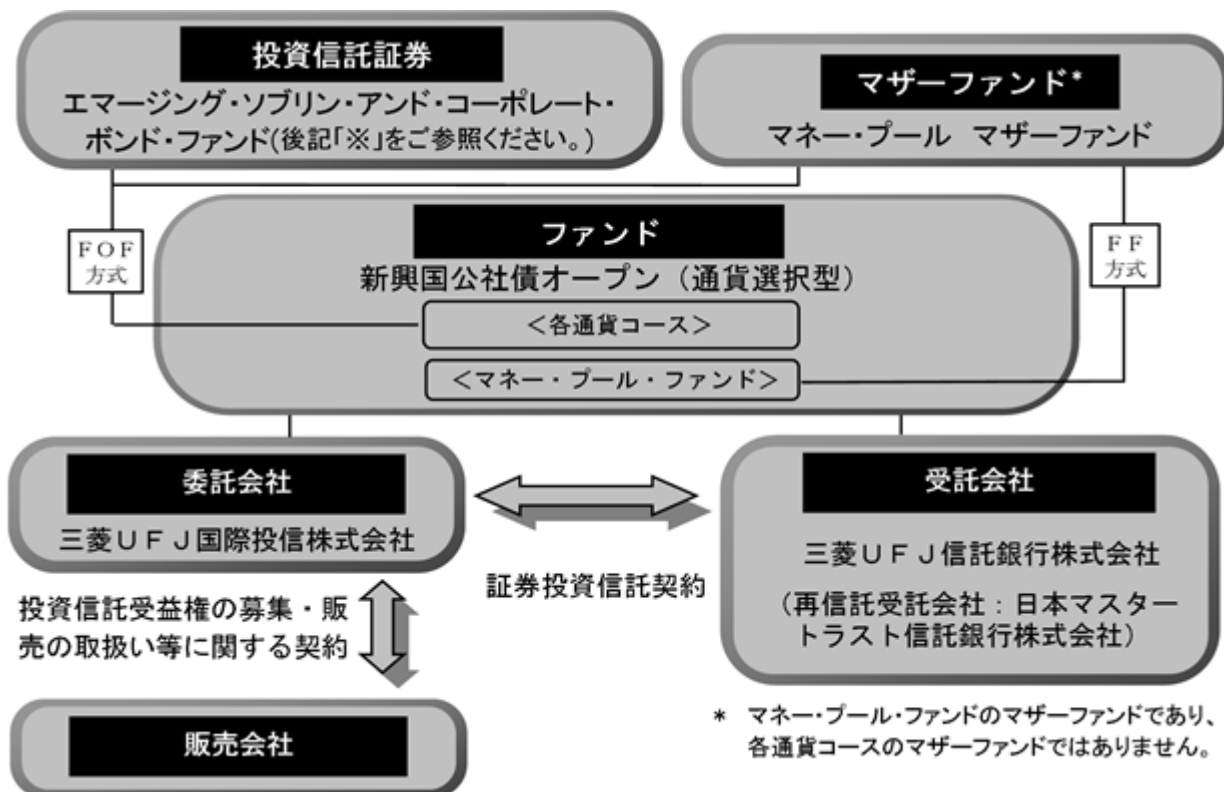 投資信託証券
エマージング・ソブリン・アンド・コーポレート・
ボンド・ファンド(後記「※」をご参照ください。)
マザーファンド*
マネー・プール マザーファンド
FOF
方式
ファンド
新興国公社債オープン（通貨選択型）
＜各通貨コース＞
＜マネー・プール・ファンド＞
FF
方式
委託会社
三菱ＵＦＪ国際投信株式会社
証券投資信託契約
受託会社
三菱ＵＦＪ信託銀行株式会社
（再信託受託会社：日本マスター
トラスト信託銀行株式会社）
投資信託受益権の募集・販
売の取扱い等に関する契約
販売会社
* マネー・プール・ファンドのマザーファンドであり、
各通貨コースのマザーファンドではありません。